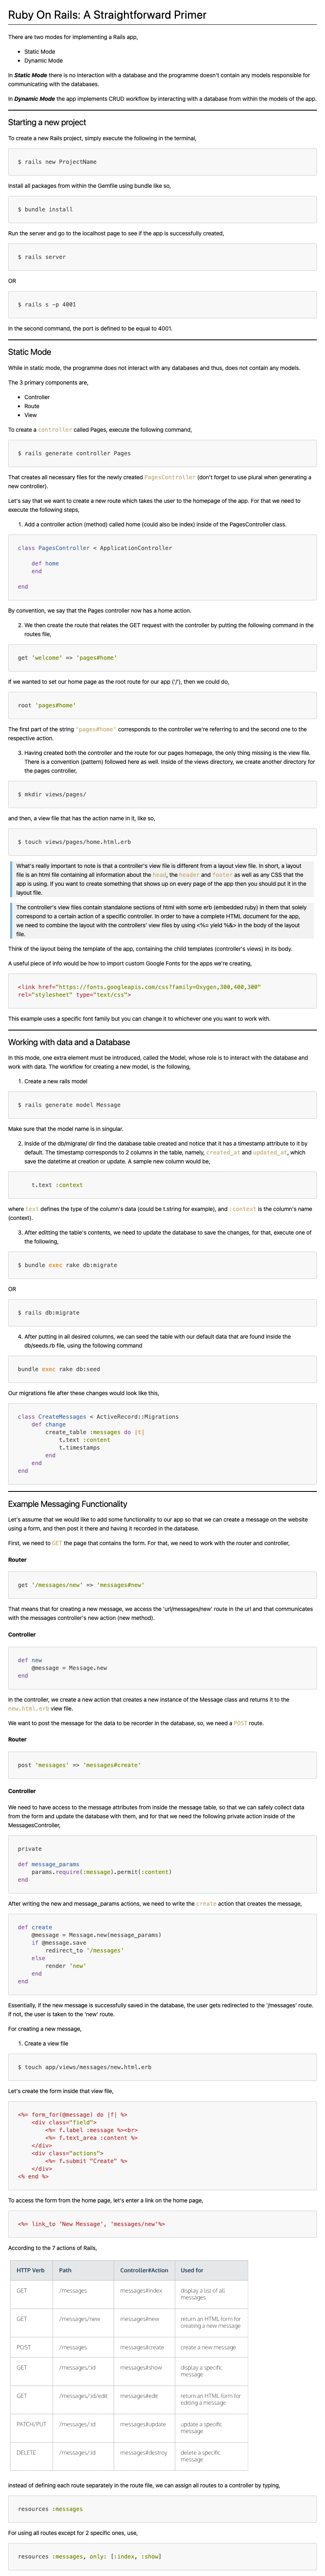 Ruby On Rails: A Straightforward Primer
There are two modes for implementing a Rails app,
Static Mode
Dynamic Mode
In Static Mode there is no interaction with a database and the programme doesn't contain any models responsible for
communicating with the databases.
In Dynamic Mode the app implements CRUD workflow by interacting with a database from within the models of the app.
Starting a new project
To create a new Rails project, simply execute the following in the terminal,
$ rails new ProjectName
Install all packages from within the Gemfile using bundle like so,
$ bundle install
Run the server and go to the localhost page to see if the app is successfully created,
$ rails server
OR
$ rails s -p 4001
In the second command, the port is defined to be equal to 4001.
Static Mode
While in static mode, the programme does not interact with any databases and thus, does not contain any models.
The 3 primary components are,
Controller
Route
View
To create a controller called Pages, execute the following command,
$ rails generate controller Pages
That creates all necessary files for the newly created PagesController (don't forget to use plural when generating a
new controller).
Let's say that we want to create a new route which takes the user to the homepage of the app. For that we need to
execute the following steps,
1. Add a controller action (method) called home (could also be index) inside of the PagesController class.
class PagesController < ApplicationController
def home
end
end
By convention, we say that the Pages controller now has a home action.
2. We then create the route that relates the GET request with the controller by putting the following command in the
routes file,
get 'welcome' => 'pages#home'
If we wanted to set our home page as the root route for our app ('/'), then we could do,
root 'pages#home'
The first part of the string 'pages#home' corresponds to the controller we're referring to and the second one to the
respective action.
3. Having created both the controller and the route for our pages homepage, the only thing missing is the view file.
There is a convention (pattern) followed here as well. Inside of the views directory, we create another directory for
the pages controller,
$ mkdir views/pages/
and then, a view file that has the action name in it, like so,
$ touch views/pages/home.html.erb
What's really important to note is that a controller's view file is different from a layout view file. In short, a layout
file is an html file containing all information about the head, the header and footer as well as any CSS that the
app is using. If you want to create something that shows up on every page of the app then you should put it in the
layout file.
The controller's view files contain standalone sections of html with some erb (embedded ruby) in them that solely
correspond to a certain action of a specific controller. In order to have a complete HTML document for the app,
we need to combine the layout with the controllers' view files by using <%= yield %&> in the body of the layout
file.
Think of the layout being the template of the app, containing the child templates (controller's views) in its body.
A useful piece of info would be how to import custom Google Fonts for the apps we're creating,
<link href="https://fonts.googleapis.com/css?family=Oxygen,300,400,300"
rel="stylesheet" type="text/css">
This example uses a specific font family but you can change it to whichever one you want to work with.
Working with data and a Database
In this mode, one extra element must be introduced, called the Model, whose role is to interact with the database and
work with data. The workflow for creating a new model is the following,
1. Create a new rails model
$ rails generate model Message
Make sure that the model name is in singular.
2. Inside of the db/migrate/ dir find the database table created and notice that it has a timestamp attribute to it by
default. The timestamp corresponds to 2 columns in the table, namely, created_at and updated_at, which
save the datetime at creation or update. A sample new column would be,
t.text :context
where text defines the type of the column's data (could be t.string for example), and :context is the column's name
(context).
3. After editting the table's contents, we need to update the database to save the changes, for that, execute one of
the following,
$ bundle exec rake db:migrate
OR
$ rails db:migrate
4. After putting in all desired columns, we can seed the table with our default data that are found inside the
db/seeds.rb file, using the following command
bundle exec rake db:seed
Our migrations file after these changes would look like this,
class CreateMessages < ActiveRecord::Migrations
def change
create_table :messages do |t|
t.text :content
t.timestamps
end
end
end
Example Messaging Functionality
Let's assume that we would like to add some functionality to our app so that we can create a message on the website
using a form, and then post it there and having it recorded in the database.
First, we need to GET the page that contains the form. For that, we need to work with the router and controller,
Router
get '/messages/new' => 'messages#new'
That means that for creating a new message, we access the 'url/messages/new' route in the url and that communicates
with the messages controller's new action (new method).
Controller
def new
@message = Message.new
end
In the controller, we create a new action that creates a new instance of the Message class and returns it to the
new.html.erb view file.
We want to post the message for the data to be recorder in the database, so, we need a POST route.
Router
post 'messages' => 'messages#create'
Controller
We need to have access to the message attributes from inside the message table, so that we can safely collect data
from the form and update the database with them, and for that we need the following private action inside of the
MessagesController,
private
def message_params
params.require(:message).permit(:content)
end
After writing the new and message_params actions, we need to write the create action that creates the message,
def create
@message = Message.new(message_params)
if @message.save
redirect_to '/messages'
else
render 'new'
end
end
Essentially, if the new message is successfully saved in the database, the user gets redirected to the '/messages' route.
If not, the user is taken to the 'new' route.
For creating a new message,
1. Create a view file
$ touch app/views/messages/new.html.erb
Let's create the form inside that view file,
<%= form_for(@message) do |f| %>
<div class="field">
<%= f.label :message %><br>
<%= f.text_area :content %>
</div>
<div class="actions">
<%= f.submit "Create" %>
</div>
<% end %>
To access the form from the home page, let's enter a link on the home page,
<%= link_to 'New Message', 'messages/new'%>
According to the 7 actions of Rails,
HTTP Verb Path Controller#Action Used for
GET /messages messages#index display a list of all
messages
GET /messages/new messages#new return an HTML form for
creating a new message
POST /messages messages#create create a new message
GET /messages/:id messages#show display a specific
message
GET /messages/:id/edit messages#edit return an HTML form for
editing a message
PATCH/PUT /messages/:id messages#update update a specific
message
DELETE /messages/:id messages#destroy delete a specific
message
instead of defining each route separately in the route file, we can assign all routes to a controller by typing,
resources :messages
For using all routes except for 2 specific ones, use,
resources :messages, only: [:index, :show]